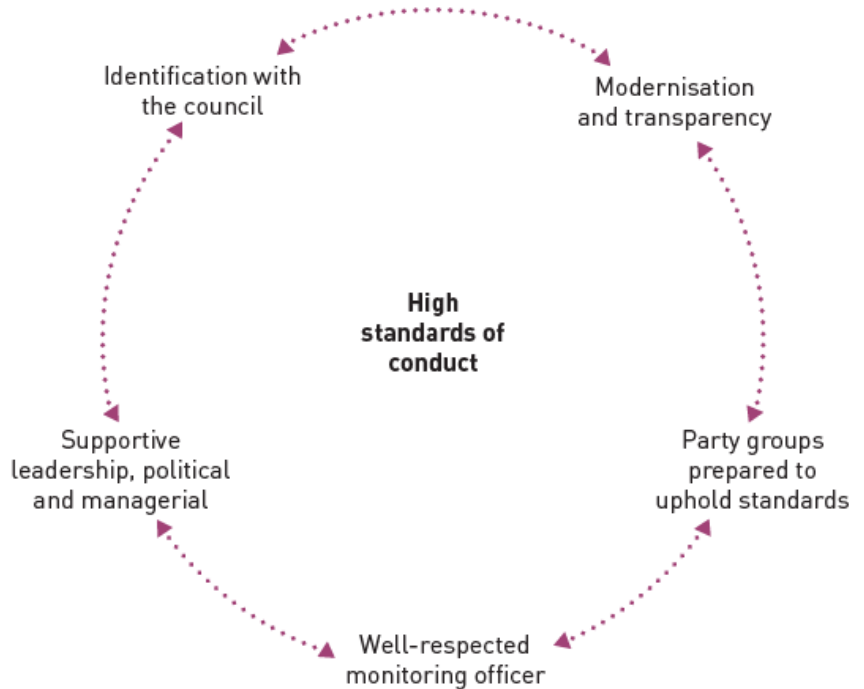 Identification with
the council
Modernisation
and transparency
High
standards of
conduct
Supportive
leadership, political
and managerial
Party groups
prepared to
uphold standards
Well-respected
monitoring officer